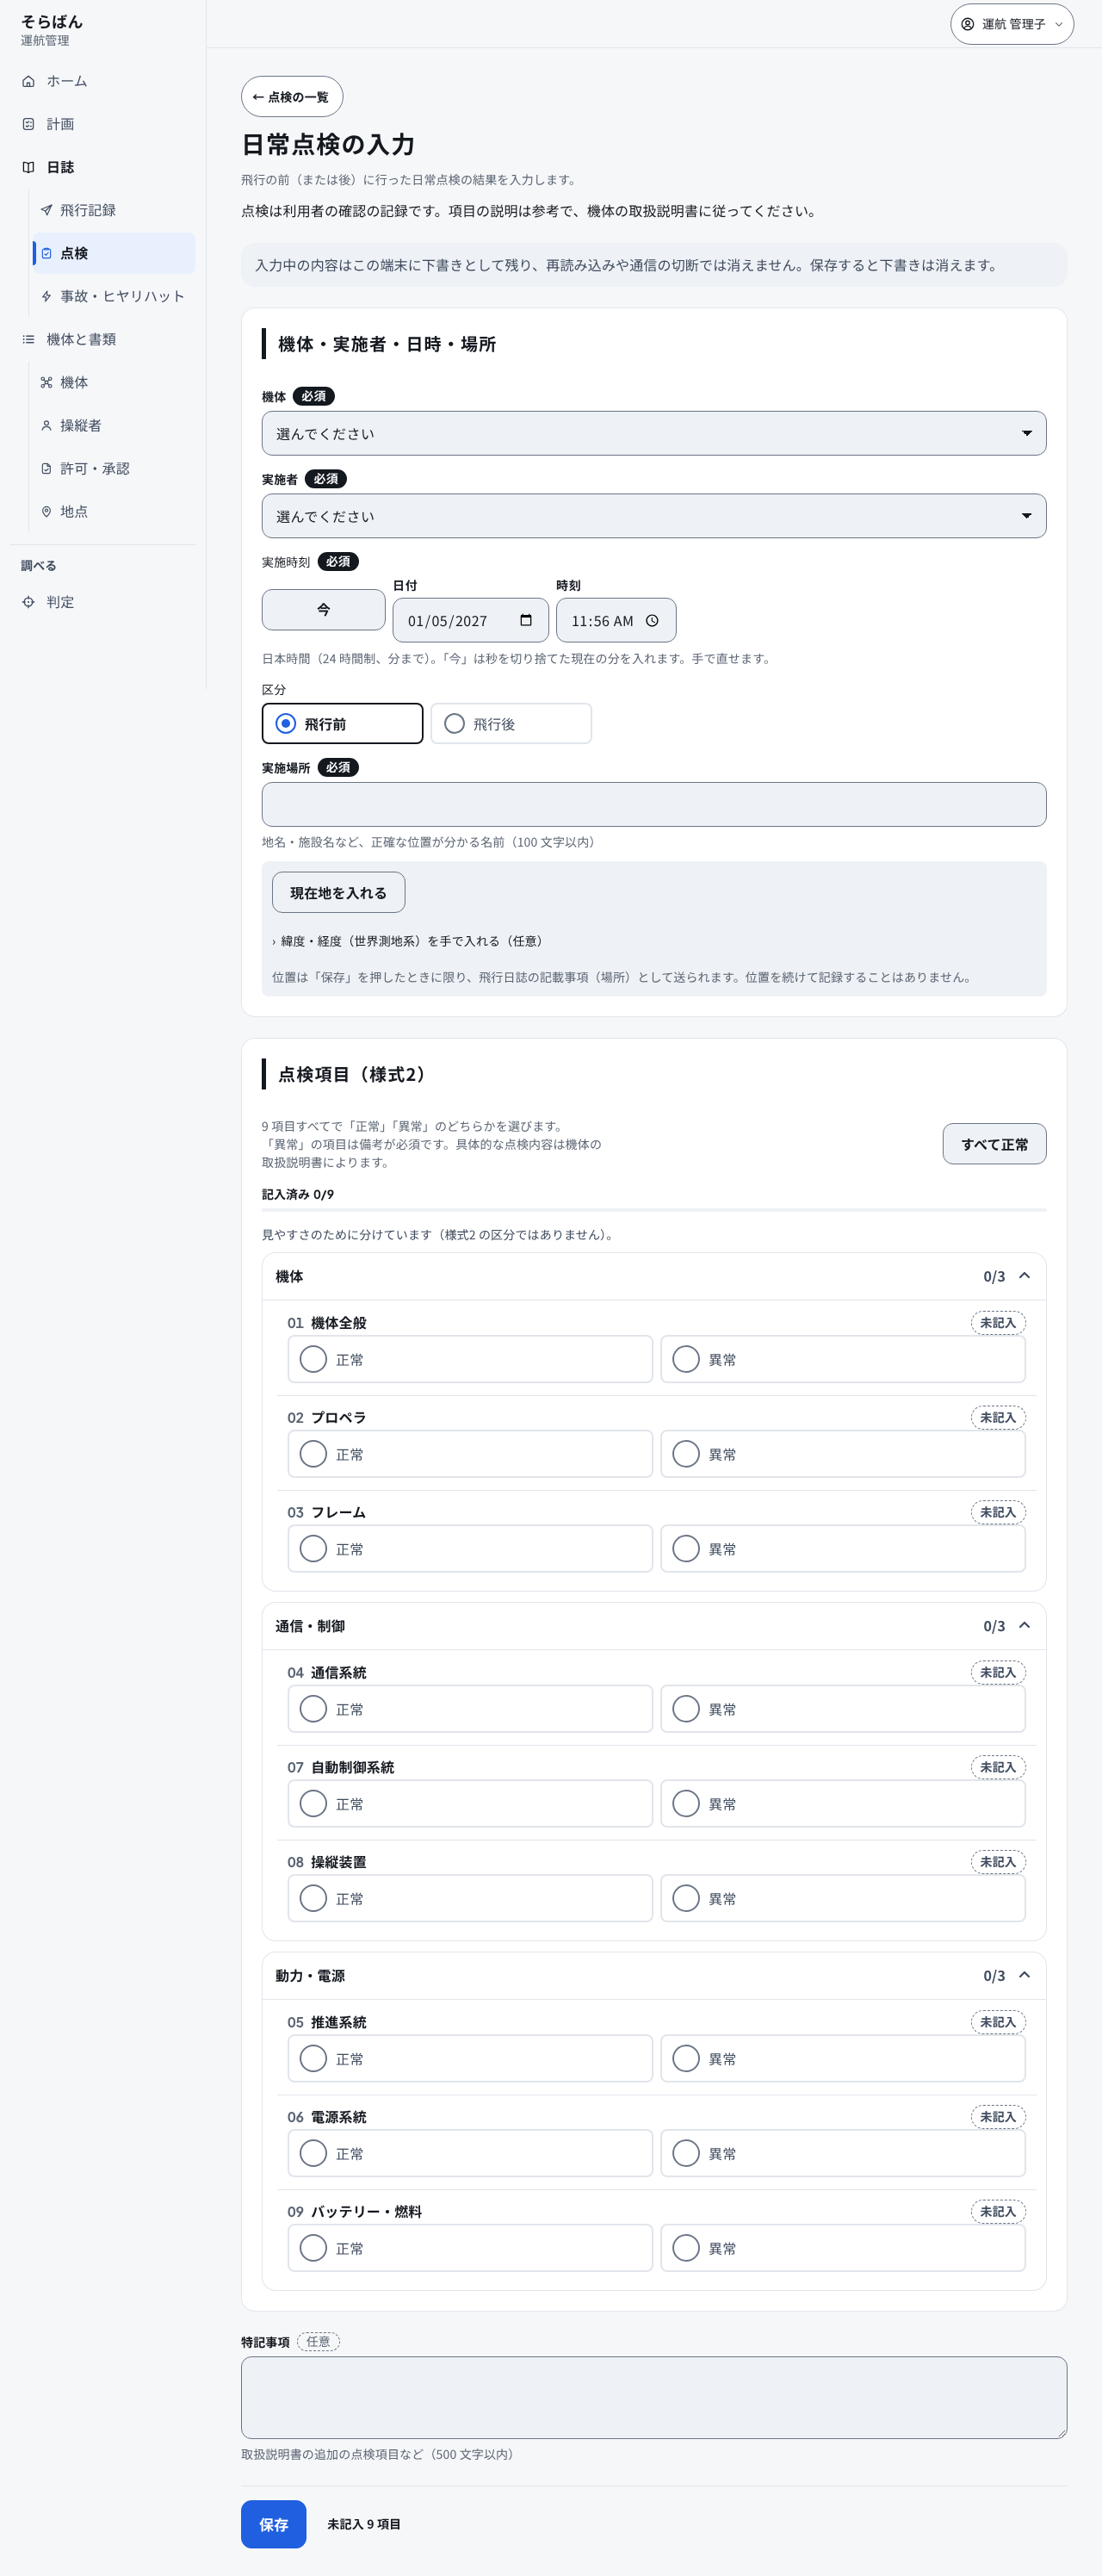 そらばん
運航管理
ホーム
計画
日誌
飛行記録
点検
事故・ヒヤリハット
機体と書類
機体
操縦者
許可・承認
地点
調べる
判定
運航 管理子
← 点検の一覧
日常点検の入力
飛行の前（または後）に行った日常点検の結果を入力します。
点検は利用者の確認の記録です。項目の説明は参考で、機体の取扱説明書に従ってください。
入力中の内容はこの端末に下書きとして残り、再読み込みや通信の切断では消えません。保存すると下書きは消えます。
機体・実施者・日時・場所
機体 必須
選んでください
実施者 必須
選んでください
実施時刻 必須
今
日付
01/05/2027
時刻
11:56 AM
日本時間（24 時間制、分まで）。「今」は秒を切り捨てた現在の分を入れます。手で直せます。
区分
飛行前
飛行後
実施場所 必須
地名・施設名など、正確な位置が分かる名前（100 文字以内）
現在地を入れる
› 緯度・経度（世界測地系）を手で入れる（任意）
位置は「保存」を押したときに限り、飛行日誌の記載事項（場所）として送られます。位置を続けて記録することはありません。
点検項目（様式2）
9 項目すべてで「正常」「異常」のどちらかを選びます。
「異常」の項目は備考が必須です。具体的な点検内容は機体の
取扱説明書によります。
すべて正常
記入済み 0/9
見やすさのために分けています（様式2 の区分ではありません）。
機体 0/3
01 機体全般 未記入
正常 異常
02 プロペラ 未記入
正常 異常
03 フレーム 未記入
正常 異常
通信・制御 0/3
04 通信系統 未記入
正常 異常
07 自動制御系統 未記入
正常 異常
08 操縦装置 未記入
正常 異常
動力・電源 0/3
05 推進系統 未記入
正常 異常
06 電源系統 未記入
正常 異常
09 バッテリー・燃料 未記入
正常 異常
特記事項 任意
取扱説明書の追加の点検項目など（500 文字以内）
保存 未記入 9 項目